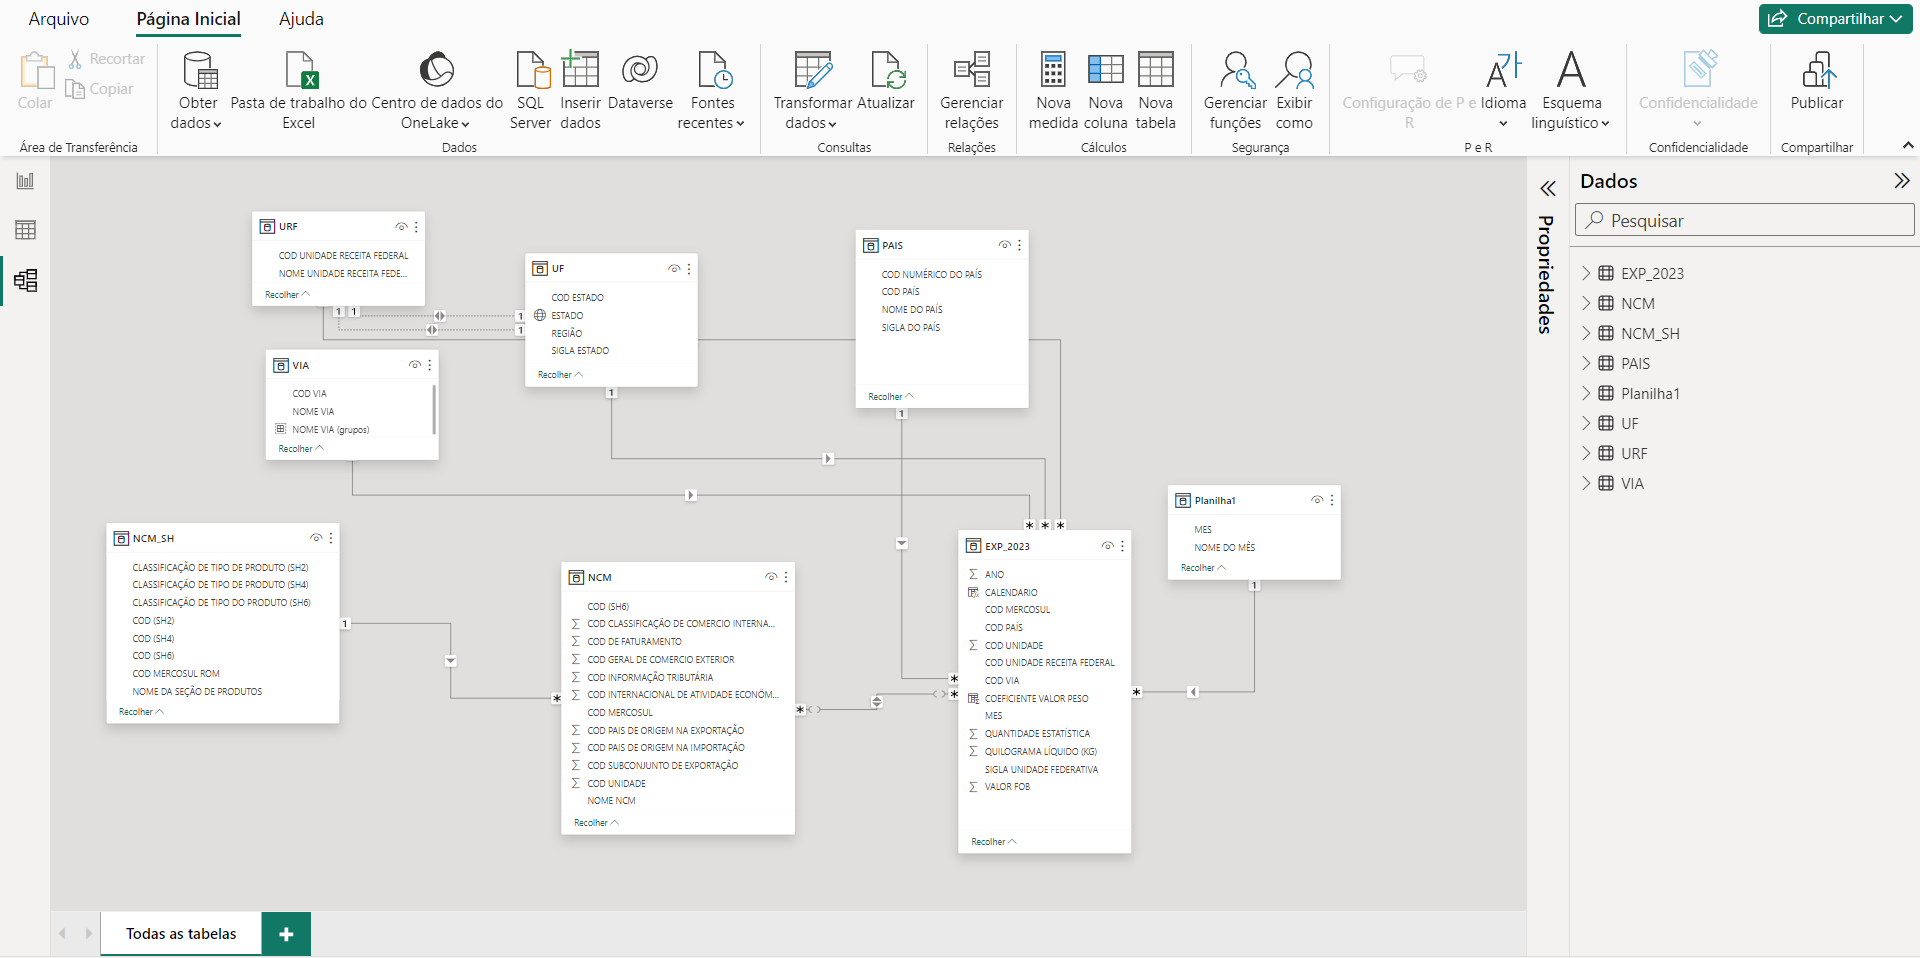 Arquivo
Página Inicial
Ajuda
Compartilhar
Colar
Recortar
Copiar
Obter dados
Pasta de trabalho do Excel
Centro de dados do OneLake
SQL Server
Inserir dados
Dataverse
Fontes recentes
Transformar dados
Atualizar
Gerenciar relações
Nova medida
Nova coluna
Nova tabela
Gerenciar funções
Exibir como
Configuração de P e R
Idioma
Esquema linguístico
Confidencialidade
Publicar
Área de Transferência
Dados
Consultas
Relações
Cálculos
Segurança
P e R
Confidencialidade
Compartilhar
URF
COD UNIDADE RECEITA FEDERAL
NOME UNIDADE RECEITA FEDE...
Recolher
1
1
1
1
UF
COD ESTADO
ESTADO
REGIÃO
SIGLA ESTADO
Recolher
1
PAIS
COD NUMÉRICO DO PAÍS
COD PAÍS
NOME DO PAÍS
SIGLA DO PAÍS
Recolher
1
VIA
COD VIA
NOME VIA
NOME VIA (grupos)
Recolher
NCM_SH
CLASSIFICAÇÃO DE TIPO DE PRODUTO (SH2)
CLASSIFICAÇÃO DE TIPO DE PRODUTO (SH4)
CLASSIFICAÇÃO DE TIPO DO PRODUTO (SH6)
COD (SH2)
COD (SH4)
COD (SH6)
COD MERCOSUL ROM
NOME DA SEÇÃO DE PRODUTOS
Recolher
1
*
NCM
COD (SH6)
COD CLASSIFICAÇÃO DE COMERCIO INTERNA...
COD DE FATURAMENTO
COD GERAL DE COMERCIO EXTERIOR
COD INFORMAÇÃO TRIBUTÁRIA
COD INTERNACIONAL DE ATIVIDADE ECONÔM...
COD MERCOSUL
COD PAIS DE ORIGEM NA EXPORTAÇÃO
COD PAIS DE ORIGEM NA IMPORTAÇÃO
COD SUBCONJUNTO DE EXPORTAÇÃO
COD UNIDADE
NOME NCM
Recolher
*
* * *
*
*
EXP_2023
ANO
CALENDARIO
COD MERCOSUL
COD PAÍS
COD UNIDADE
COD UNIDADE RECEITA FEDERAL
COD VIA
COEFICIENTE VALOR PESO
MES
QUANTIDADE ESTATÍSTICA
QUILOGRAMA LÍQUIDO (KG)
SIGLA UNIDADE FEDERATIVA
VALOR FOB
Recolher
*
Planilha1
MES
NOME DO MÊS
Recolher
1
Propriedades
Dados
Pesquisar
EXP_2023
NCM
NCM_SH
PAIS
Planilha1
UF
URF
VIA
Todas as tabelas